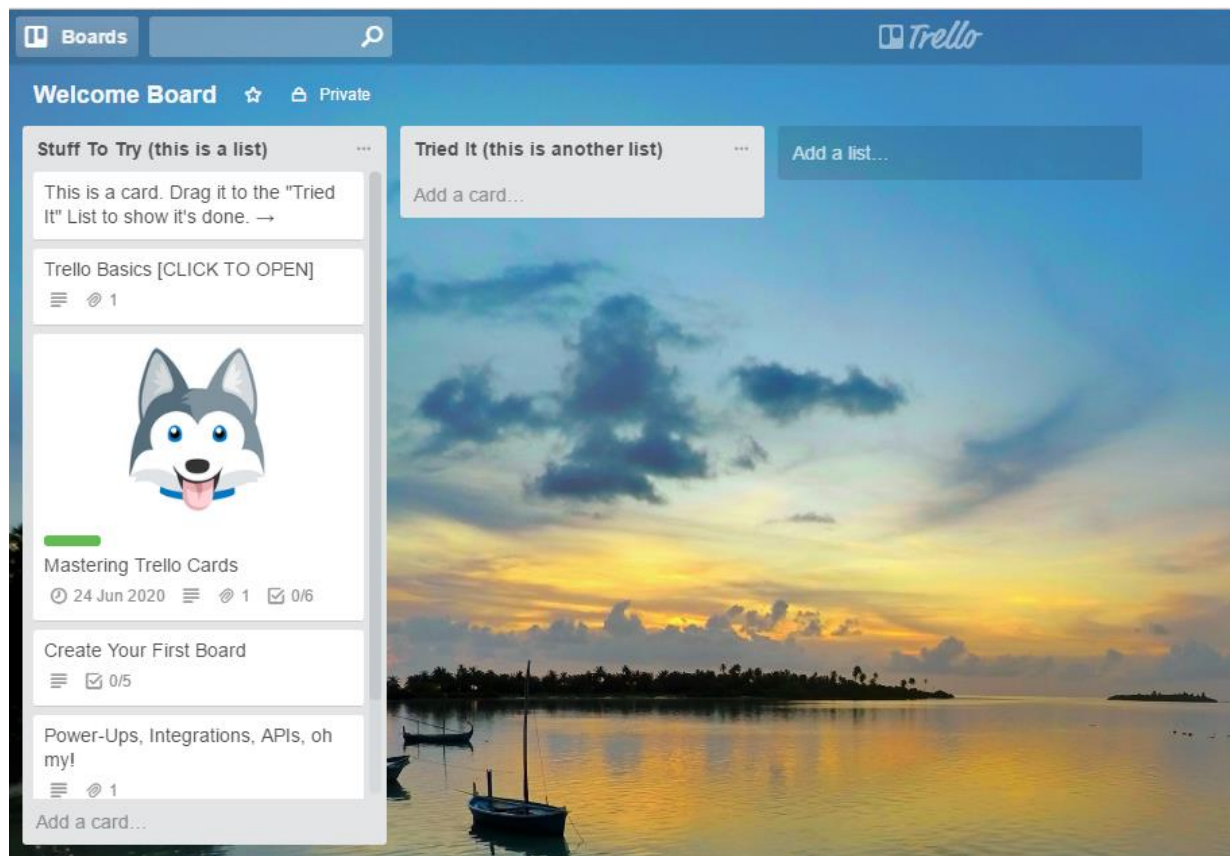 Boards
Trello
Welcome Board
Private
Stuff To Try (this is a list)
This is a card. Drag it to the "Tried
It" List to show it's done. →
Trello Basics [CLICK TO OPEN]
1
Mastering Trello Cards
24 Jun 2020 1 0/6
Create Your First Board
0/5
Power-Ups, Integrations, APIs, oh
my!
1
Add a card...
Tried It (this is another list)
Add a card...
Add a list...